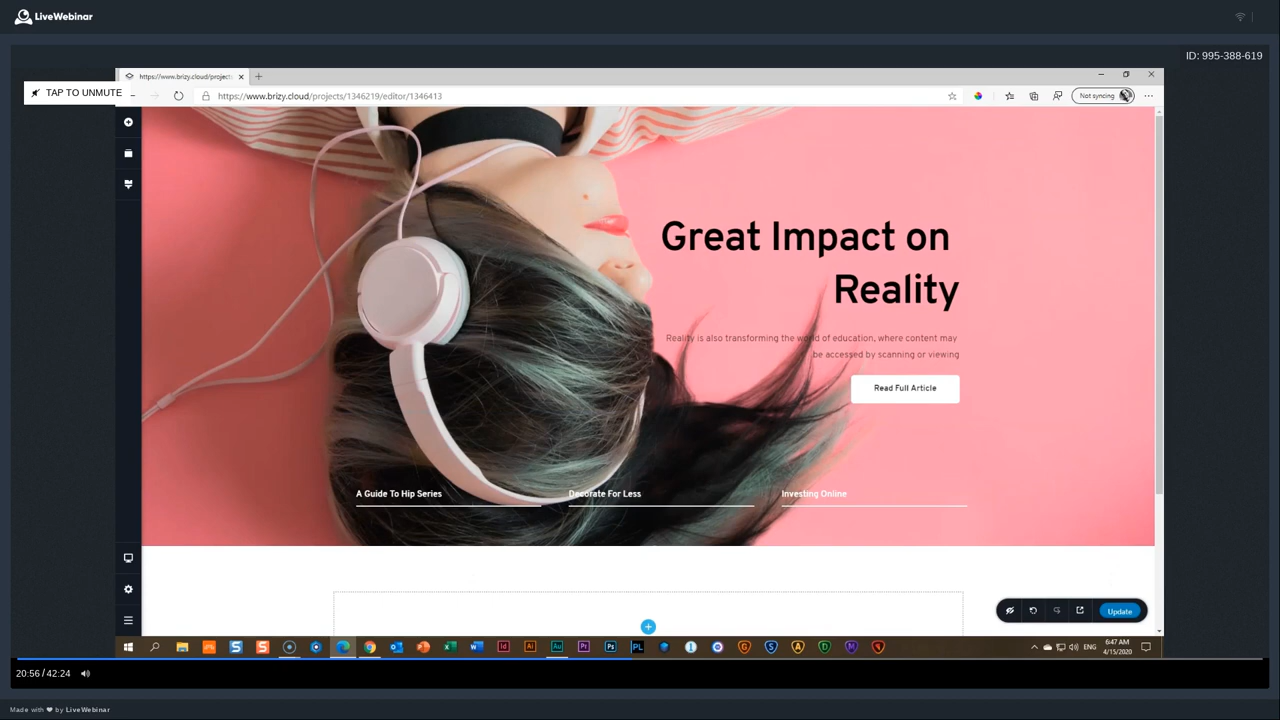 LiveWebinar
ID: 995-388-619
https://www.brizy.cloud/project
TAP TO UNMUTE
https://www.brizy.cloud/projects/1346219/editor/1346413
Not syncing
Great Impact on
Reality
Reality is also transforming the world of education, where content may
be accessed by scanning or viewing
Read Full Article
A Guide To Hip Series
Decorate For Less
Investing Online
Update
6:47 AM
ENG
4/15/2020
20:56 / 42:24
Made with ❤ by LiveWebinar